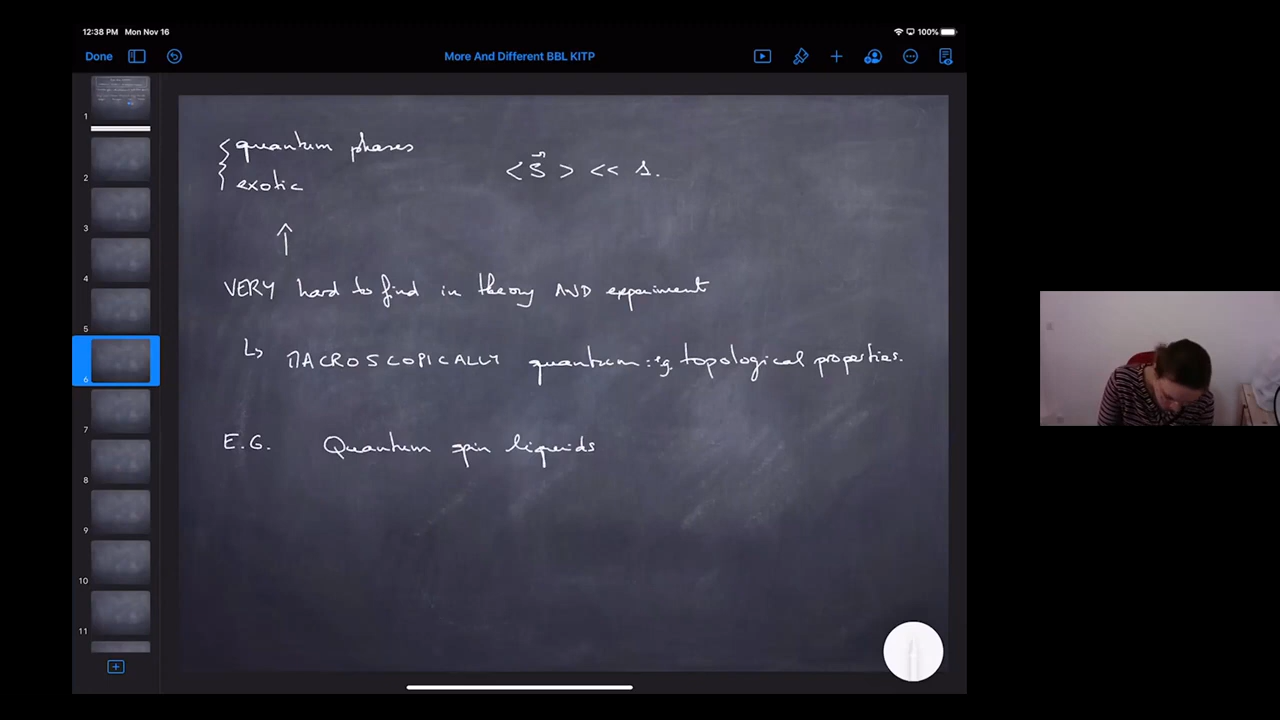 12:38 PM Mon Nov 16
100%
Done
More And Different BBL KITP
quantum phases
exotic
<S⃗> << s.
↑
VERY hard to find in theory AND experiment
↳ MACROSCOPICALLY quantum : e.g. topological properties.
E.G. Quantum spin liquids
1
2
3
4
5
6
7
8
9
10
11